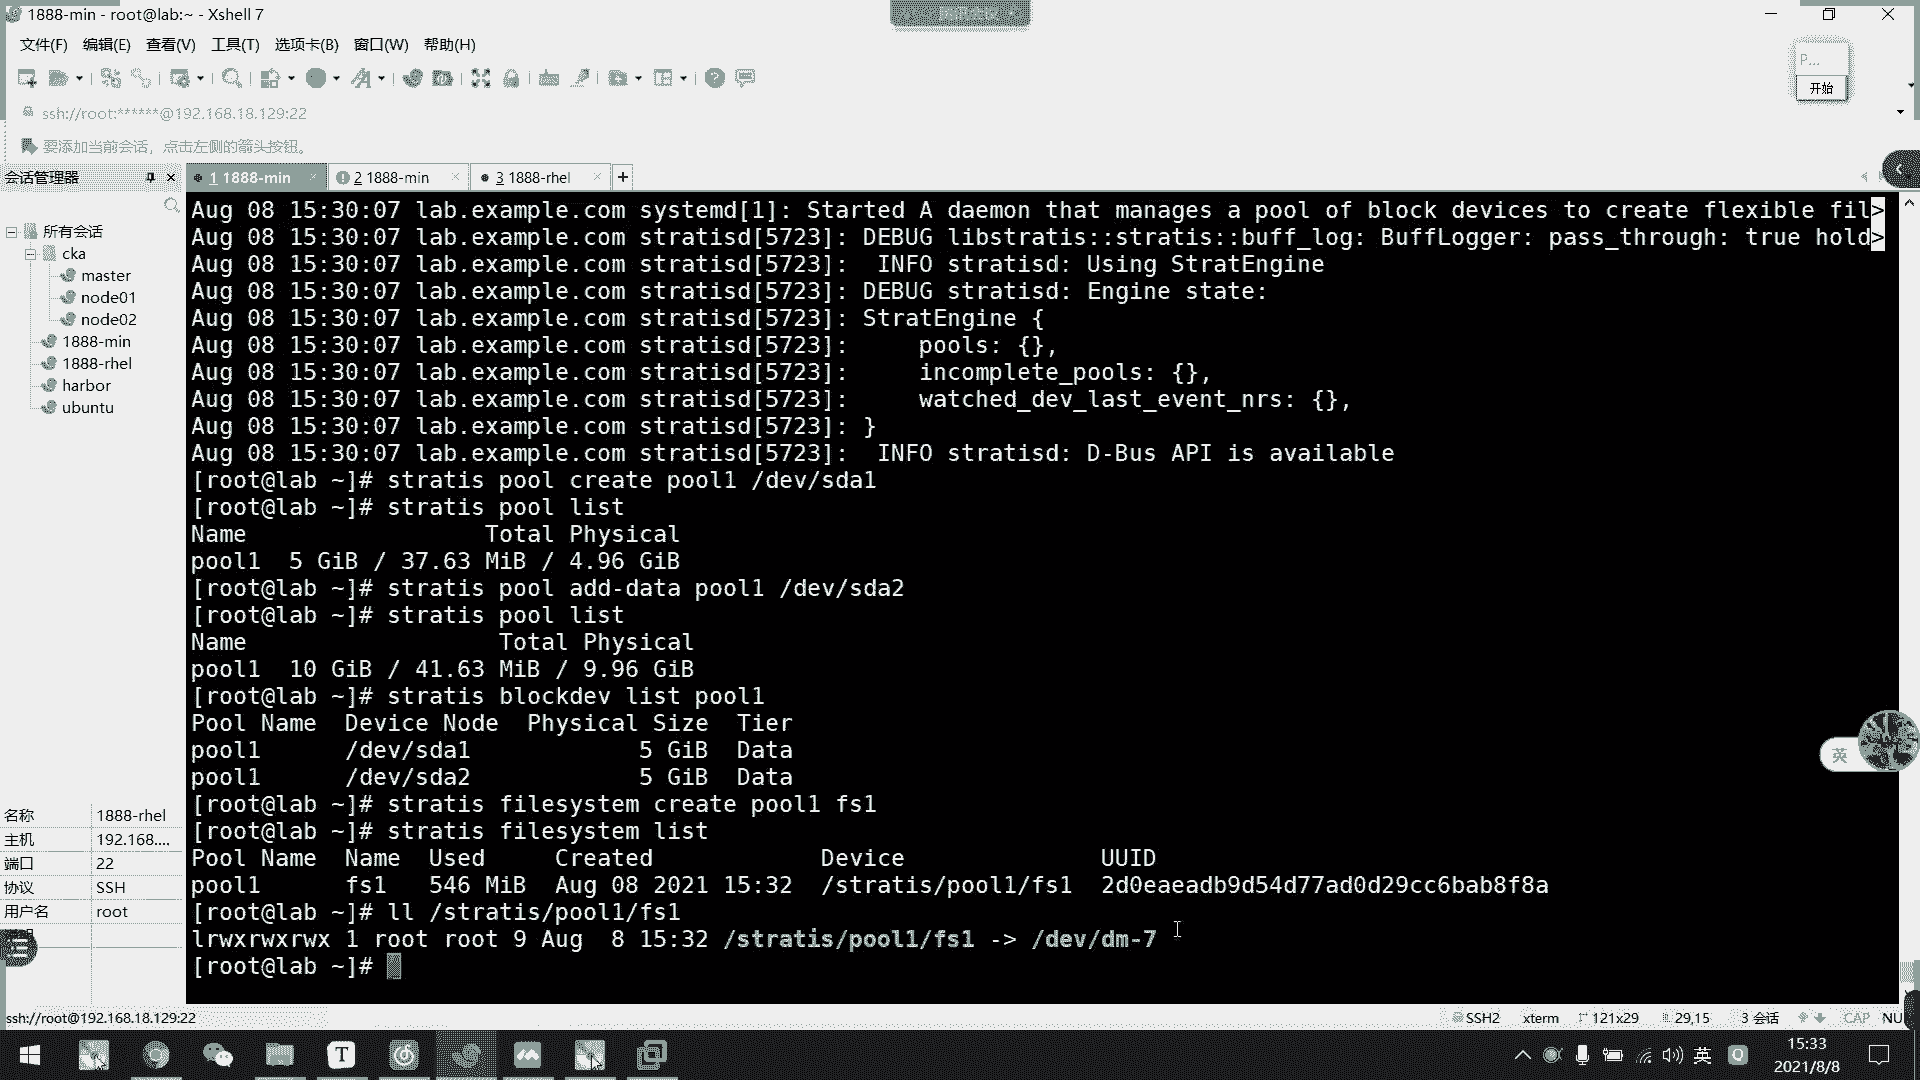 1888-min - root@lab:~ - Xshell 7
文件(F) 编辑(E) 查看(V) 工具(T) 选项卡(B) 窗口(W) 帮助(H)
P...
开始
ssh://root:******@192.168.18.129:22
要添加当前会话，点击左侧的箭头按钮。
会话管理器
1 1888-min
2 1888-min
3 1888-rhel
所有会话
cka
master
node01
node02
1888-min
1888-rhel
harbor
ubuntu
名称 1888-rhel
主机 192.168....
端口 22
协议 SSH
用户名 root
Aug 08 15:30:07 lab.example.com systemd[1]: Started A daemon that manages a pool of block devices to create flexible fil>
Aug 08 15:30:07 lab.example.com stratisd[5723]: DEBUG libstratis::stratis::buff_log: BuffLogger: pass_through: true hold>
Aug 08 15:30:07 lab.example.com stratisd[5723]:  INFO stratisd: Using StratEngine
Aug 08 15:30:07 lab.example.com stratisd[5723]: DEBUG stratisd: Engine state:
Aug 08 15:30:07 lab.example.com stratisd[5723]: StratEngine {
Aug 08 15:30:07 lab.example.com stratisd[5723]:     pools: {},
Aug 08 15:30:07 lab.example.com stratisd[5723]:     incomplete_pools: {},
Aug 08 15:30:07 lab.example.com stratisd[5723]:     watched_dev_last_event_nrs: {},
Aug 08 15:30:07 lab.example.com stratisd[5723]: }
Aug 08 15:30:07 lab.example.com stratisd[5723]:  INFO stratisd: D-Bus API is available
[root@lab ~]# stratis pool create pool1 /dev/sda1
[root@lab ~]# stratis pool list
Name                 Total Physical
pool1  5 GiB / 37.63 MiB / 4.96 GiB
[root@lab ~]# stratis pool add-data pool1 /dev/sda2
[root@lab ~]# stratis pool list
Name                  Total Physical
pool1  10 GiB / 41.63 MiB / 9.96 GiB
[root@lab ~]# stratis blockdev list pool1
Pool Name  Device Node  Physical Size  Tier
pool1      /dev/sda1            5 GiB  Data
pool1      /dev/sda2            5 GiB  Data
[root@lab ~]# stratis filesystem create pool1 fs1
[root@lab ~]# stratis filesystem list
Pool Name  Name  Used     Created            Device              UUID
pool1      fs1   546 MiB  Aug 08 2021 15:32  /stratis/pool1/fs1  2d0eaeadb9d54d77ad0d29cc6bab8f8a
[root@lab ~]# ll /stratis/pool1/fs1
lrwxrwxrwx 1 root root 9 Aug  8 15:32 /stratis/pool1/fs1 -> /dev/dm-7
[root@lab ~]#
英
ssh://root@192.168.18.129:22
SSH2 xterm 121x29 29,15 3 会话 CAP NU
英
15:33
2021/8/8